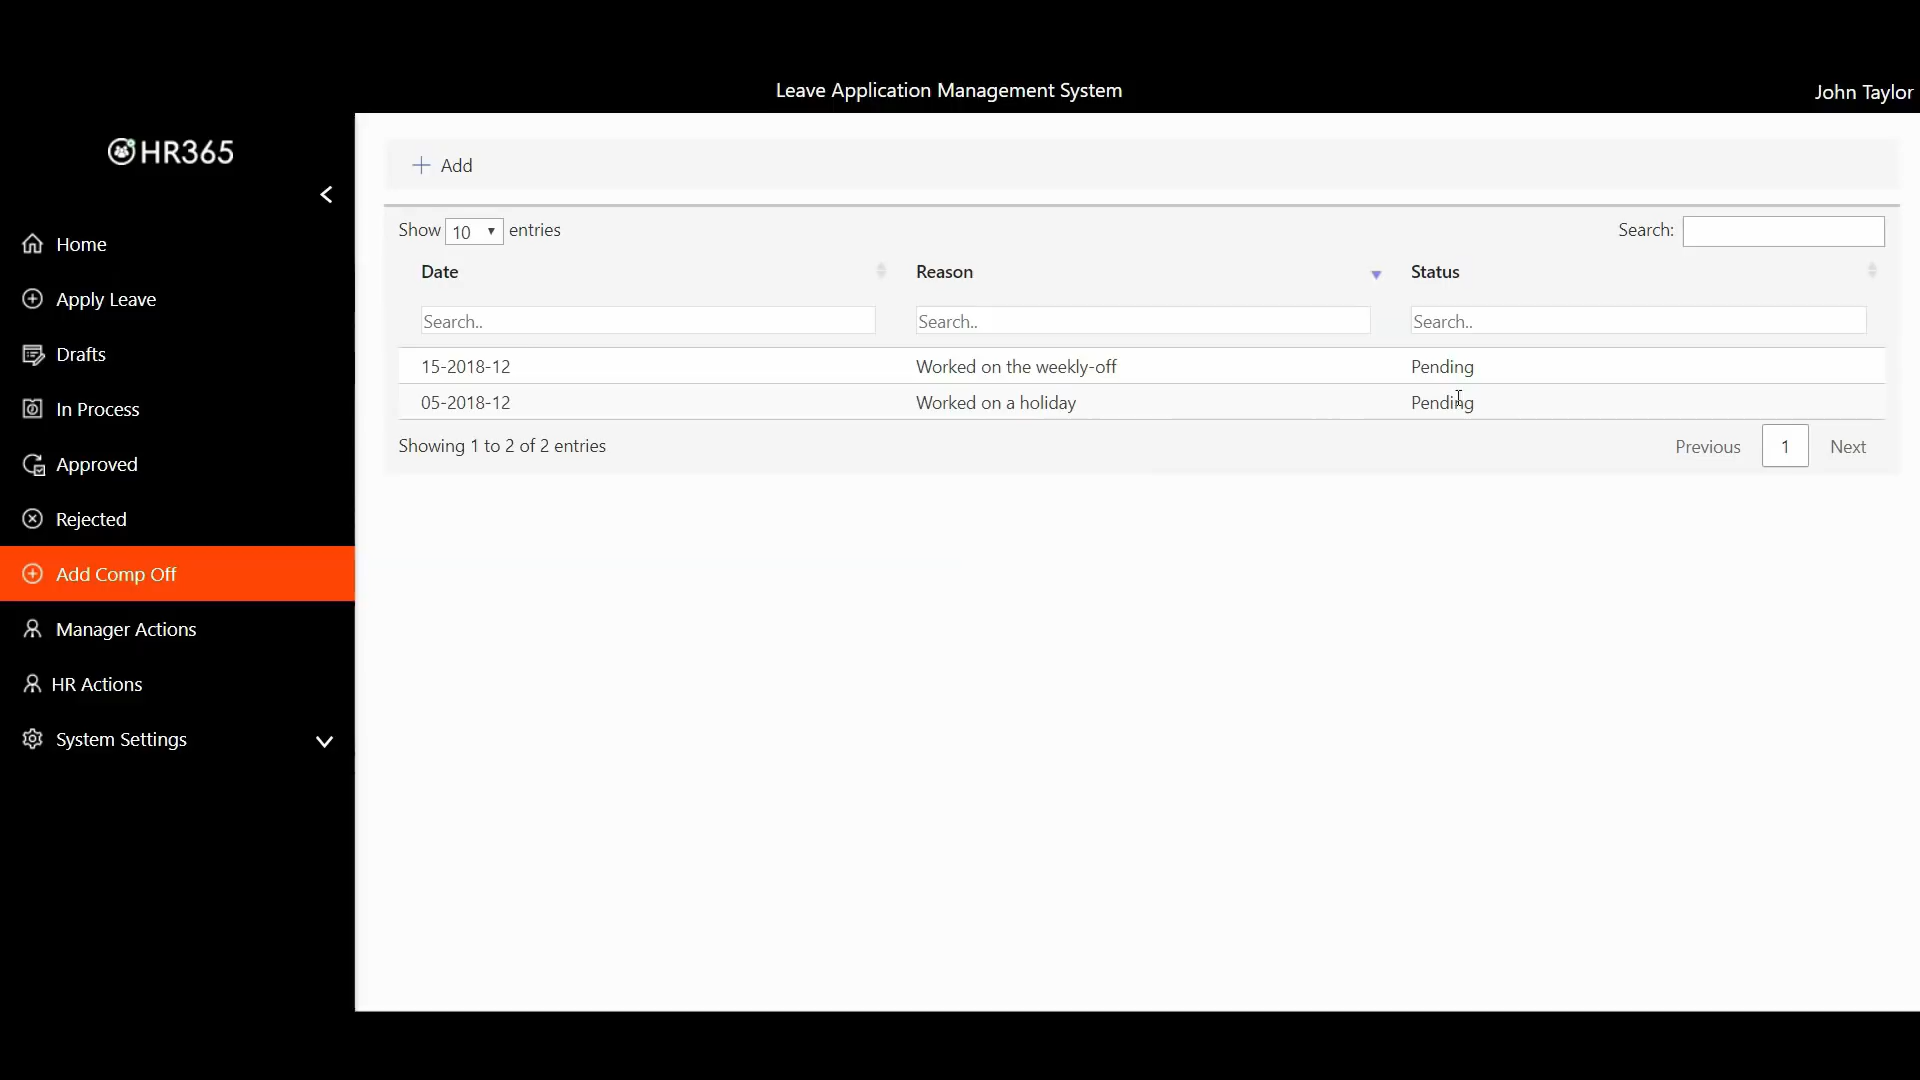 Leave Application Management System
John Taylor
HR365
Add
Home
Apply Leave
Drafts
In Process
Approved
Rejected
Add Comp Off
Manager Actions
HR Actions
System Settings
Show 10 entries
Search:
Date Reason Status
Search.. Search.. Search..
15-2018-12 Worked on the weekly-off Pending
05-2018-12 Worked on a holiday Pending
Showing 1 to 2 of 2 entries
Previous 1 Next